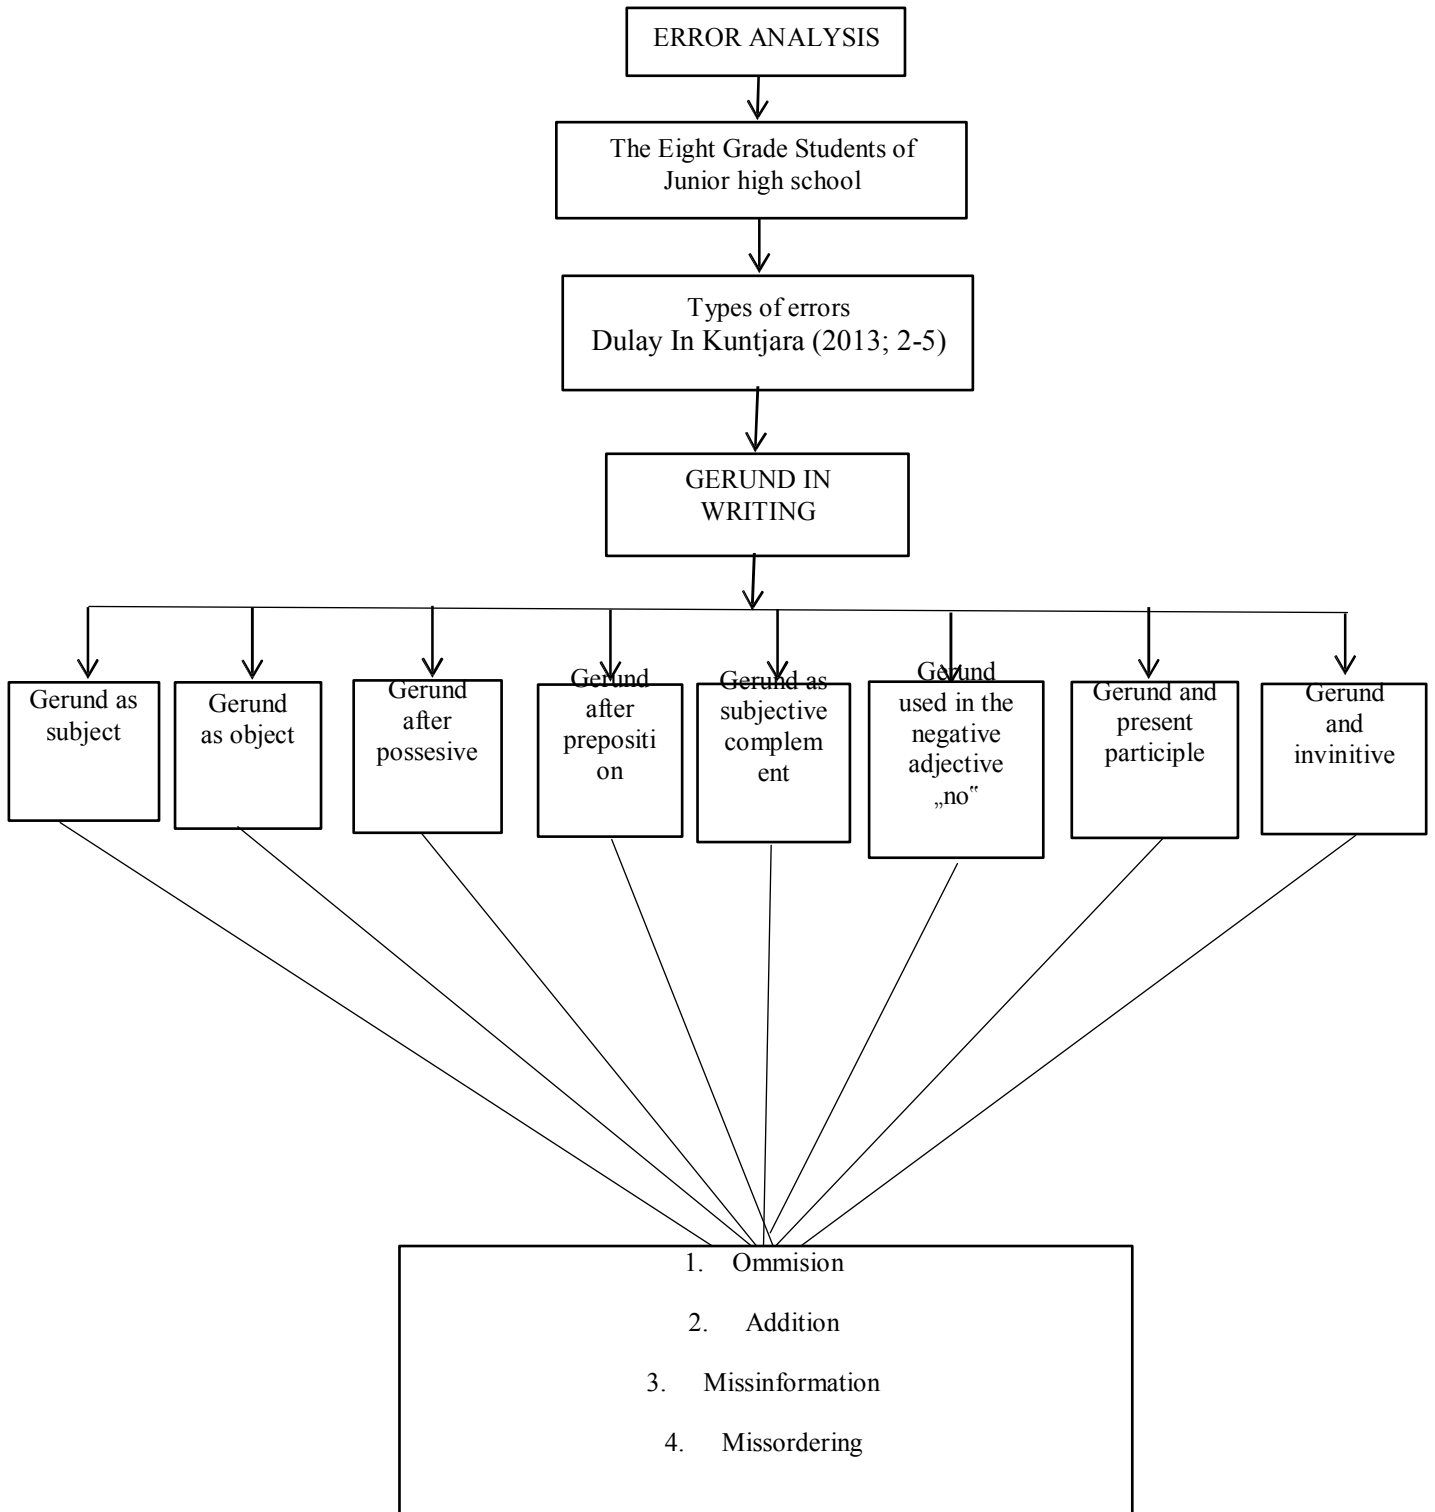 ERROR ANALYSIS
The Eight Grade Students of
Junior high school
Types of errors
Dulay In Kuntjara (2013; 2-5)
GERUND IN
WRITING
Gerund as
subject
Gerund
as object
Gerund
after
possesive
Gerund
after
prepositi
on
Gerund as
subjective
complem
ent
Gerund
used in the
negative
adjective
„no‟
Gerund and
present
participle
Gerund
and
invinitive
1. Ommision
2. Addition
3. Missinformation
4. Missordering